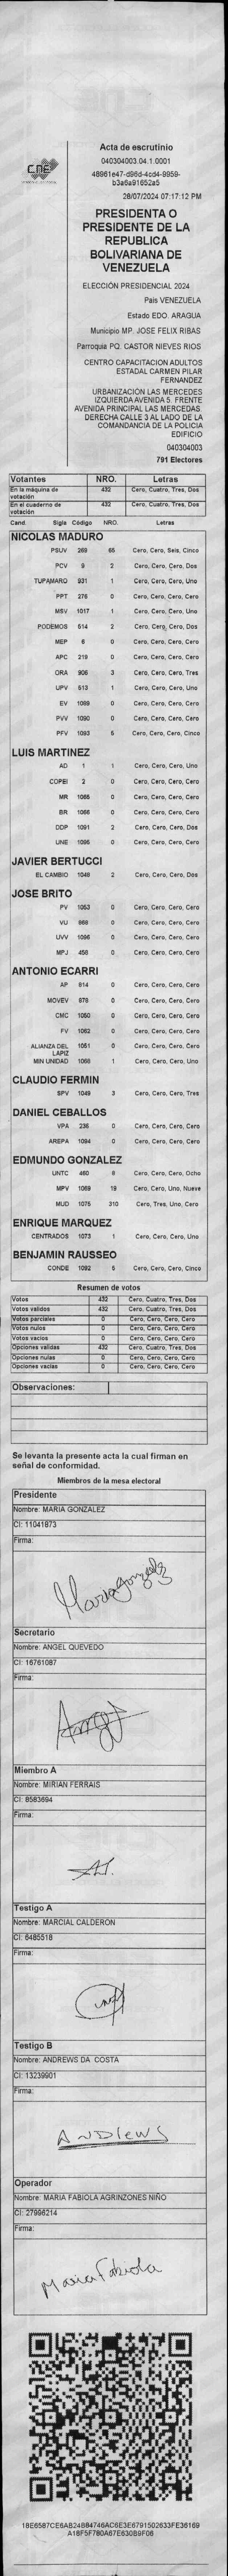 CNE
Acta de escrutinio
040304003.04.1.0001
48961e47-d96d-4cd4-9959-
b3a6a91652a5
28/07/2024 07:17:12 PM
PRESIDENTA O
PRESIDENTE DE LA
REPUBLICA
BOLIVARIANA DE
VENEZUELA
ELECCIÓN PRESIDENCIAL 2024
Pais VENEZUELA
Estado EDO. ARAGUA
Municipio MP. JOSE FELIX RIBAS
Parroquia PQ. CASTOR NIEVES RIOS
CENTRO CAPACITACION ADULTOS
ESTADAL CARMEN PILAR
FERNANDEZ
URBANIZACIÓN LAS MERCEDES
IZQUIERDA AVENIDA 5. FRENTE
AVENIDA PRINCIPAL LAS MERCEDAS
DERECHA CALLE 3 AL LADO DE LA
COMANDANCIA DE LA POLICIA
EDIFICIO
040304003
791 Electores
Votantes NRO. Letras
En la máquina de votación 432 Cero, Cuatro, Tres, Dos
En el cuaderno de votación 432 Cero, Cuatro, Tres, Dos
Cand. Sigla Código NRO. Letras
NICOLAS MADURO
PSUV 269 65 Cero, Cero, Seis, Cinco
PCV 9 2 Cero, Cero, Cero, Dos
TUPAMARO 931 1 Cero, Cero, Cero, Uno
PPT 276 0 Cero, Cero, Cero, Cero
MSV 1017 1 Cero, Cero, Cero, Uno
PODEMOS 514 2 Cero, Cero, Cero, Dos
MEP 6 0 Cero, Cero, Cero, Cero
APC 219 0 Cero, Cero, Cero, Cero
ORA 906 3 Cero, Cero, Cero, Tres
UPV 513 1 Cero, Cero, Cero, Uno
EV 1089 0 Cero, Cero, Cero, Cero
PVV 1090 0 Cero, Cero, Cero, Cero
PFV 1093 5 Cero, Cero, Cero, Cinco
LUIS MARTINEZ
AD 1 1 Cero, Cero, Cero, Uno
COPEI 2 0 Cero, Cero, Cero, Cero
MR 1065 0 Cero, Cero, Cero, Cero
BR 1066 0 Cero, Cero, Cero, Cero
DDP 1091 2 Cero, Cero, Cero, Dos
UNE 1095 0 Cero, Cero, Cero, Cero
JAVIER BERTUCCI
EL CAMBIO 1048 2 Cero, Cero, Cero, Dos
JOSE BRITO
PV 1053 0 Cero, Cero, Cero, Cero
VU 868 0 Cero, Cero, Cero, Cero
UVV 1096 0 Cero, Cero, Cero, Cero
MPJ 458 0 Cero, Cero, Cero, Cero
ANTONIO ECARRI
AP 814 0 Cero, Cero, Cero, Cero
MOVEV 878 0 Cero, Cero, Cero, Cero
CMC 1050 0 Cero, Cero, Cero, Cero
FV 1062 0 Cero, Cero, Cero, Cero
ALIANZA DEL LAPIZ 1051 0 Cero, Cero, Cero, Cero
MIN UNIDAD 1068 1 Cero, Cero, Cero, Uno
CLAUDIO FERMIN
SPV 1049 3 Cero, Cero, Cero, Tres
DANIEL CEBALLOS
VPA 236 0 Cero, Cero, Cero, Cero
AREPA 1094 0 Cero, Cero, Cero, Cero
EDMUNDO GONZALEZ
UNTC 460 8 Cero, Cero, Cero, Ocho
MPV 1069 19 Cero, Cero, Uno, Nueve
MUD 1075 310 Cero, Tres, Uno, Cero
ENRIQUE MARQUEZ
CENTRADOS 1073 1 Cero, Cero, Cero, Uno
BENJAMIN RAUSSEO
CONDE 1092 5 Cero, Cero, Cero, Cinco
Resumen de votos
Votos 432 Cero, Cuatro, Tres, Dos
Votos validos 432 Cero, Cuatro, Tres, Dos
Votos parciales 0 Cero, Cero, Cero, Cero
Votos nulos 0 Cero, Cero, Cero, Cero
Votos vacios 0 Cero, Cero, Cero, Cero
Opciones validas 432 Cero, Cuatro, Tres, Dos
Opciones nulas 0 Cero, Cero, Cero, Cero
Opciones vacias 0 Cero, Cero, Cero, Cero
Observaciones:
Se levanta la presente acta la cual firman en
señal de conformidad.
Miembros de la mesa electoral
Presidente
Nombre: MARIA GONZALEZ
CI: 11041873
Firma:
Maria Gonzalez
Secretario
Nombre: ANGEL QUEVEDO
CI: 16761087
Firma:
Miembro A
Nombre: MIRIAN FERRAIS
CI: 8583694
Firma:
Testigo A
Nombre: MARCIAL CALDERON
CI: 6485518
Firma:
Testigo B
Nombre: ANDREWS DA COSTA
CI: 13239901
Firma:
ANDREWS
Operador
Nombre: MARIA FABIOLA AGRINZONES NIÑO
CI: 27996214
Firma:
Maria Fabiola
18E6587CE6AB24B84746AC6E3E6791502633FE36169
A18F5F780A67E630B9F06